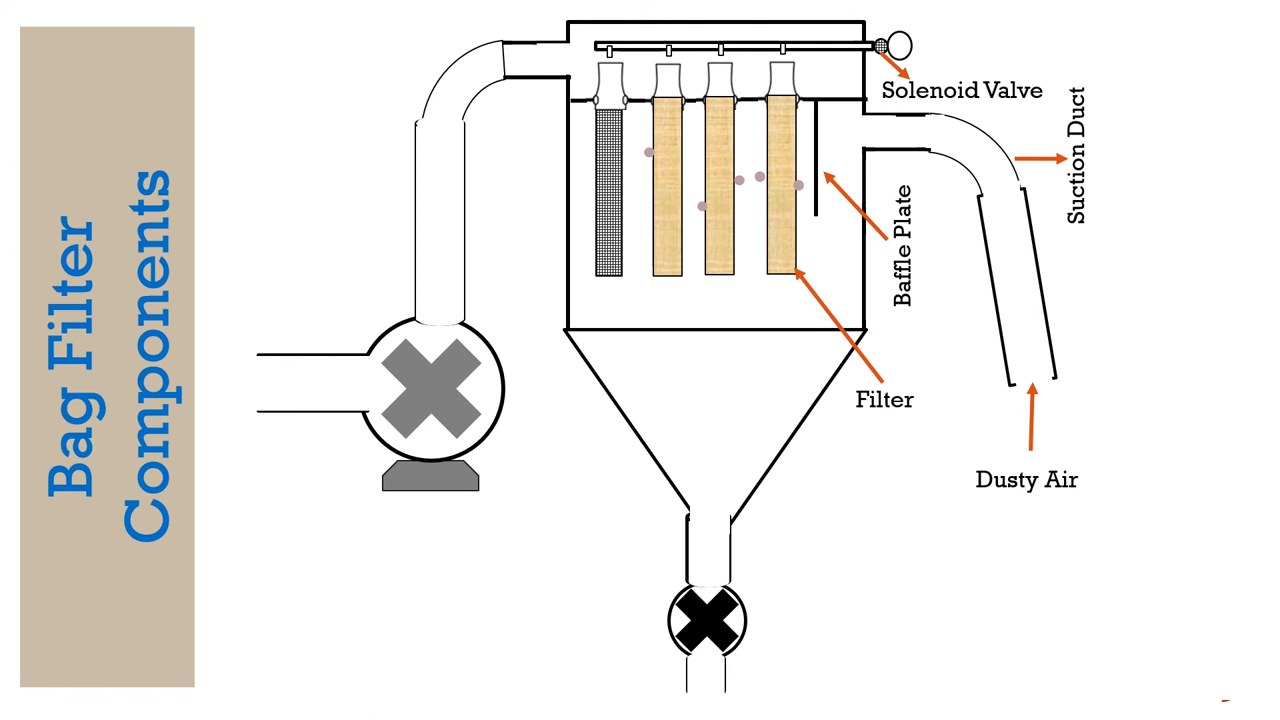 Bag Filter
Components
Solenoid Valve
Suction Duct
Baffle Plate
Filter
Dusty Air